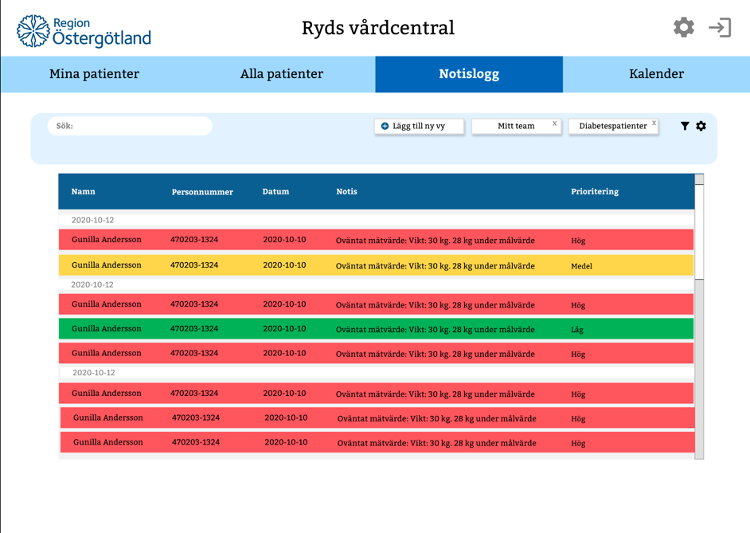 Region
Östergötland
Ryds vårdcentral
Mina patienter Alla patienter Notislogg Kalender
Sök: Lägg till ny vy Mitt team x Diabetespatienter x
Namn Personnummer Datum Notis Prioritering
2020-10-12
Gunilla Andersson 470203-1324 2020-10-10 Oväntat mätvärde: Vikt: 30 kg. 28 kg under målvärde Hög
Gunilla Andersson 470203-1324 2020-10-10 Oväntat mätvärde: Vikt: 30 kg. 28 kg under målvärde Medel
2020-10-12
Gunilla Andersson 470203-1324 2020-10-10 Oväntat mätvärde: Vikt: 30 kg. 28 kg under målvärde Hög
Gunilla Andersson 470203-1324 2020-10-10 Oväntat mätvärde: Vikt: 30 kg. 28 kg under målvärde Låg
Gunilla Andersson 470203-1324 2020-10-10 Oväntat mätvärde: Vikt: 30 kg. 28 kg under målvärde Hög
2020-10-12
Gunilla Andersson 470203-1324 2020-10-10 Oväntat mätvärde: Vikt: 30 kg. 28 kg under målvärde Hög
Gunilla Andersson 470203-1324 2020-10-10 Oväntat mätvärde: Vikt: 30 kg. 28 kg under målvärde Hög
Gunilla Andersson 470203-1324 2020-10-10 Oväntat mätvärde: Vikt: 30 kg. 28 kg under målvärde Hög